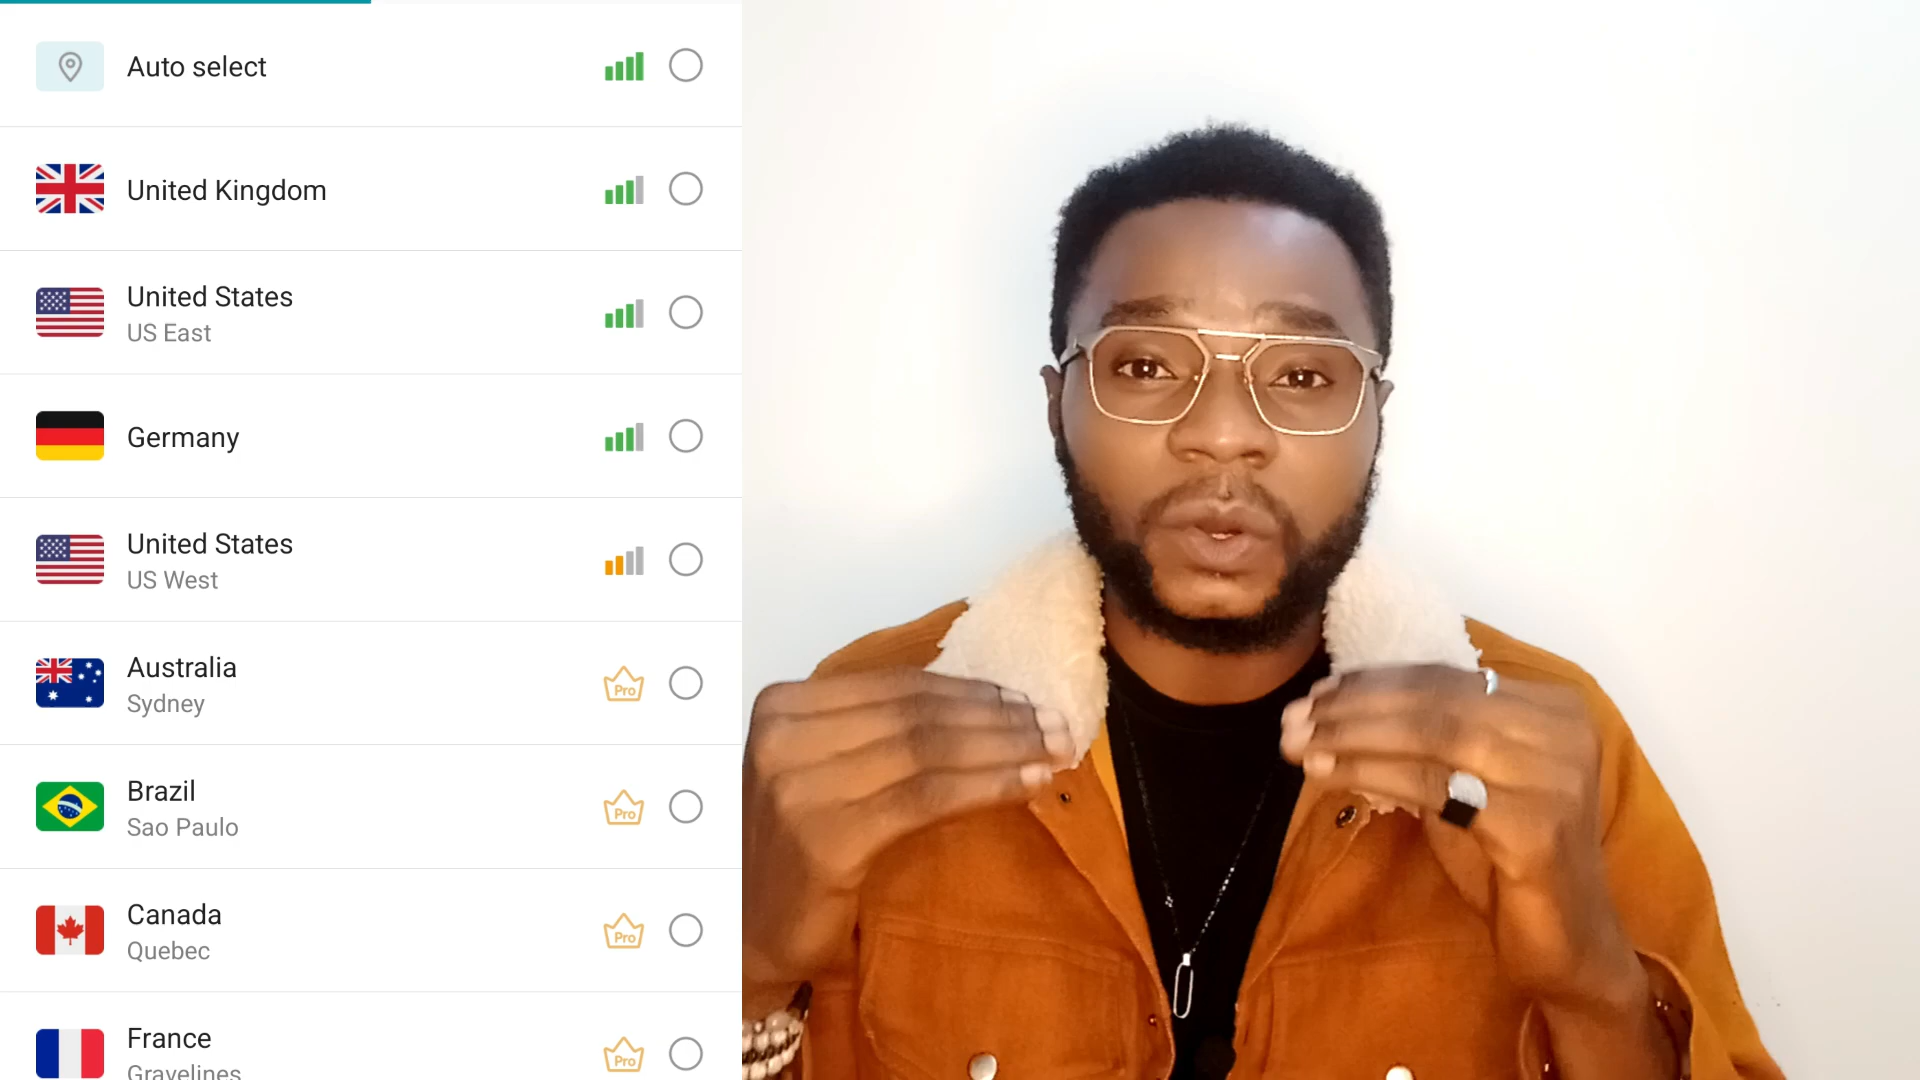 Auto select
United Kingdom
United States
US East
Germany
United States
US West
Australia
Sydney
Pro
Brazil
Sao Paulo
Pro
Canada
Quebec
Pro
France
Gravelines
Pro